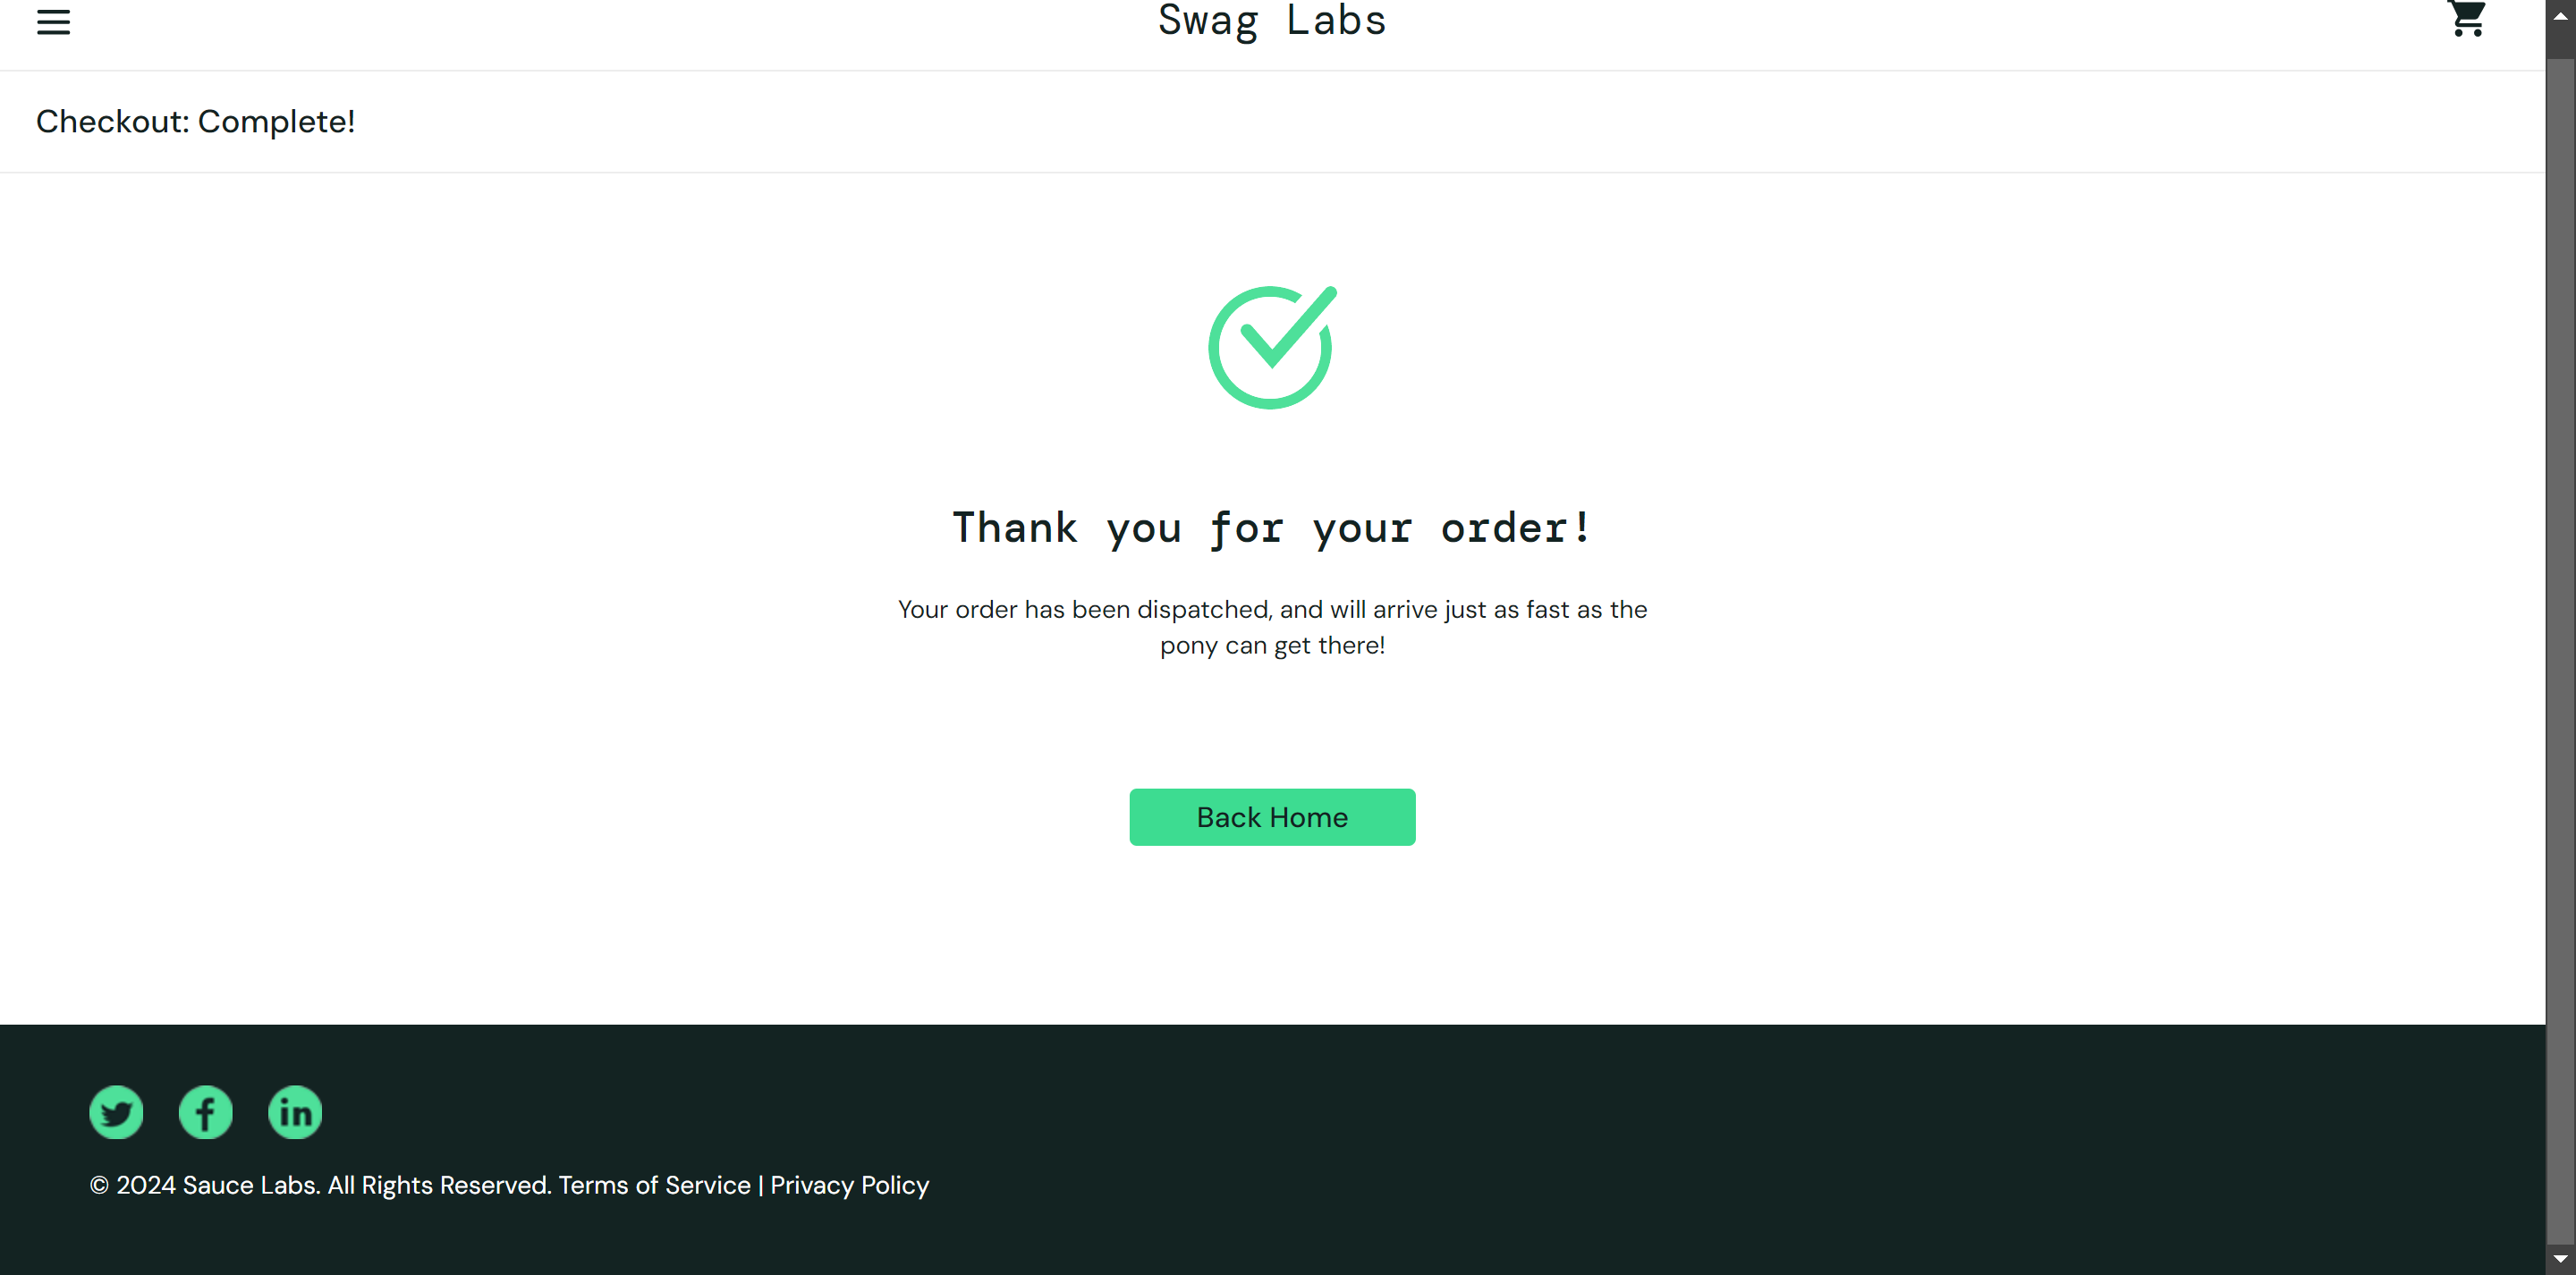 Swag Labs
Checkout: Complete!
Thank you for your order!
Your order has been dispatched, and will arrive just as fast as the
pony can get there!
Back Home
© 2024 Sauce Labs. All Rights Reserved. Terms of Service | Privacy Policy